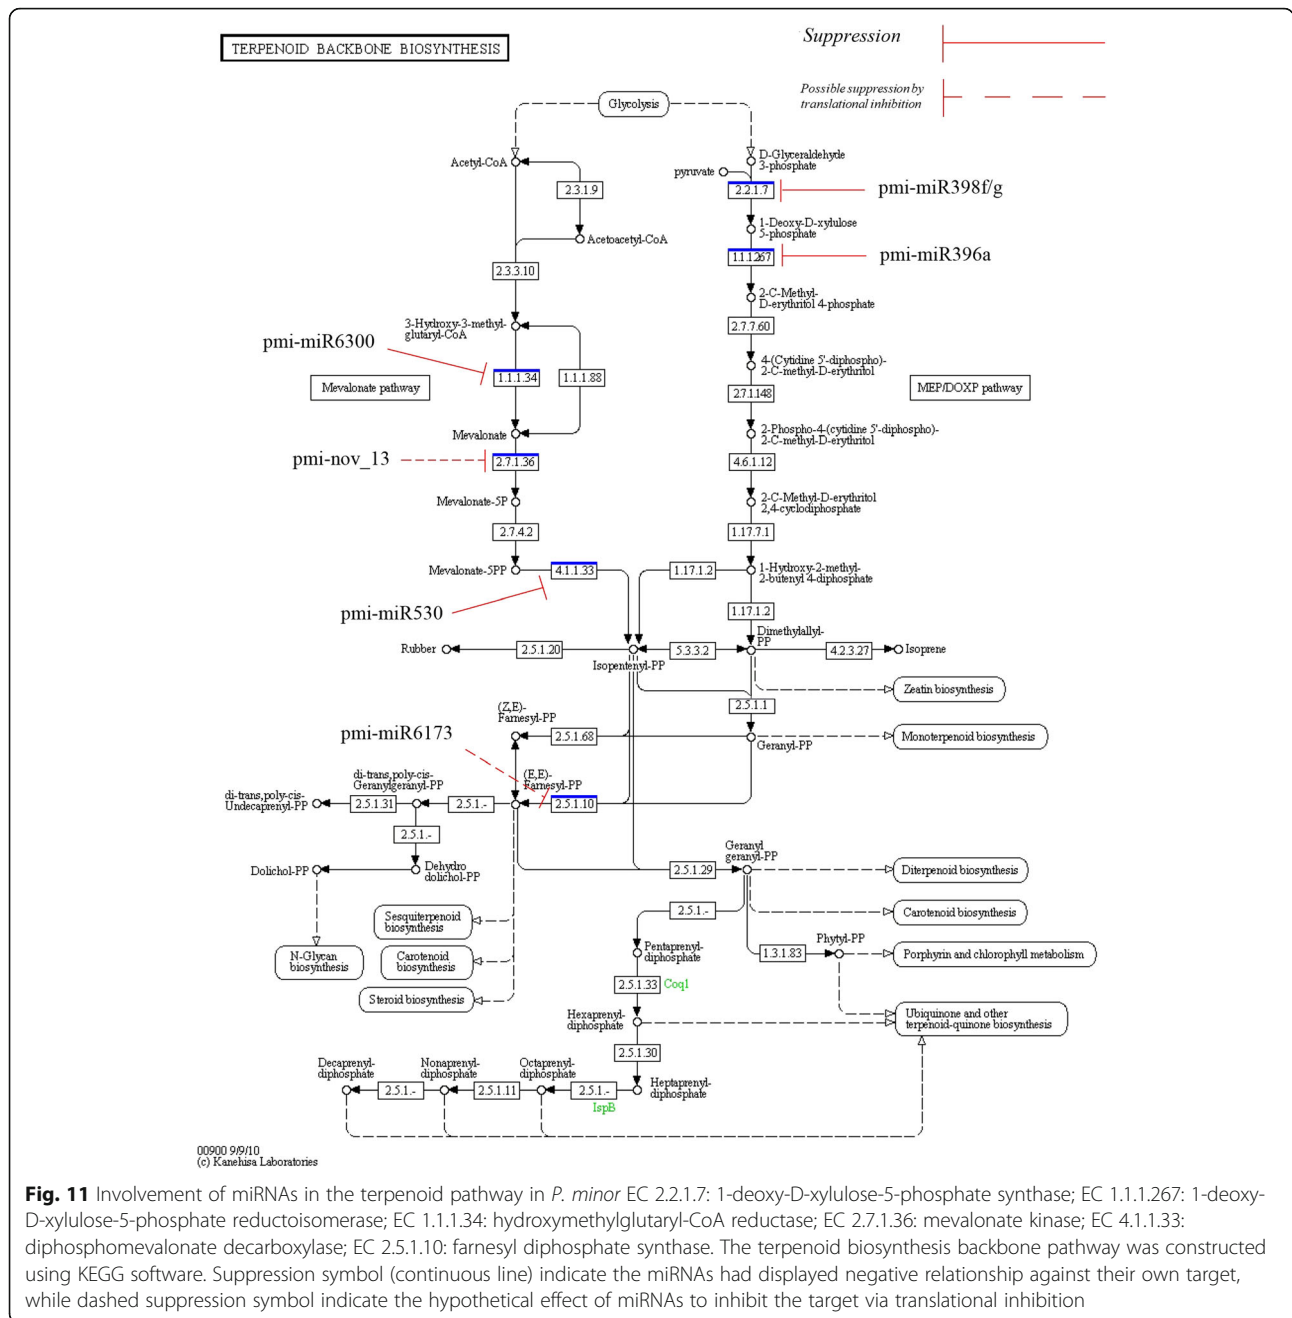 TERPENOID BACKBONE BIOSYNTHESIS
Suppression
Possible suppression by
translational inhibition
Glycolysis
Acetyl-CoA
2.3.1.9
Acetoacetyl-CoA
2.3.3.10
3-Hydroxy-3-methyl-
glutaryl-CoA
pmi-miR6300
1.1.1.34
1.1.1.88
Mevalonate pathway
Mevalonate
pmi-nov_13
2.7.1.36
Mevalonate-5P
2.7.4.2
Mevalonate-5PP
4.1.1.33
pmi-miR530
D-Glyceraldehyde
3-phosphate
pyruvate
2.2.1.7
pmi-miR398f/g
1-Deoxy-D-xylulose
5-phosphate
1.1.1.267
pmi-miR396a
2-C-Methyl-
D-erythritol 4-phosphate
2.7.7.60
4-(Cytidine 5'-diphospho)-
2-C-methyl-D-erythritol
MEP/DOXP pathway
2.7.1.148
2-Phospho-4-(cytidine 5'-diphospho)-
2-C-methyl-D-erythritol
4.6.1.12
2-C-Methyl-D-erythritol
2,4-cyclodiphosphate
1.17.7.1
1.17.1.2
1-Hydroxy-2-methyl-
2-butenyl 4-diphosphate
1.17.1.2
Dimethylallyl-
PP
Rubber
2.5.1.20
Isopentenyl-PP
5.3.3.2
4.2.3.27
Isoprene
Zeatin biosynthesis
2.5.1.1
(Z,E)-
Farnesyl-PP
2.5.1.68
Geranyl-PP
Monoterpenoid biosynthesis
pmi-miR6173
di-trans,poly-cis-
Geranylgeranyl-PP
(E,E)-
Farnesyl-PP
di-trans,poly-cis-
Undecaprenyl-PP
2.5.1.31
2.5.1.-
2.5.1.10
2.5.1.-
Dolichol-PP
Dehydro
dolichol-PP
Geranyl
geranyl-PP
2.5.1.29
Diterpenoid biosynthesis
Sesquiterpenoid
biosynthesis
2.5.1.-
Carotenoid biosynthesis
N-Glycan
biosynthesis
Carotenoid
biosynthesis
Pentaprenyl-
diphosphate
1.3.1.83
Phytyl-PP
Porphyrin and chlorophyll metabolism
Steroid biosynthesis
2.5.1.33
Coq1
Hexaprenyl-
diphosphate
Ubiquinone and other
terpenoid-quinone biosynthesis
2.5.1.30
Decaprenyl-
diphosphate
Nonaprenyl-
diphosphate
Octaprenyl-
diphosphate
2.5.1.-
2.5.1.11
2.5.1.-
Heptaprenyl-
diphosphate
IspB
00900 9/9/10
(c) Kanehisa Laboratories
Fig. 11 Involvement of miRNAs in the terpenoid pathway in P. minor EC 2.2.1.7: 1-deoxy-D-xylulose-5-phosphate synthase; EC 1.1.1.267: 1-deoxy-
D-xylulose-5-phosphate reductoisomerase; EC 1.1.1.34: hydroxymethylglutaryl-CoA reductase; EC 2.7.1.36: mevalonate kinase; EC 4.1.1.33:
diphosphomevalonate decarboxylase; EC 2.5.1.10: farnesyl diphosphate synthase. The terpenoid biosynthesis backbone pathway was constructed
using KEGG software. Suppression symbol (continuous line) indicate the miRNAs had displayed negative relationship against their own target,
while dashed suppression symbol indicate the hypothetical effect of miRNAs to inhibit the target via translational inhibition